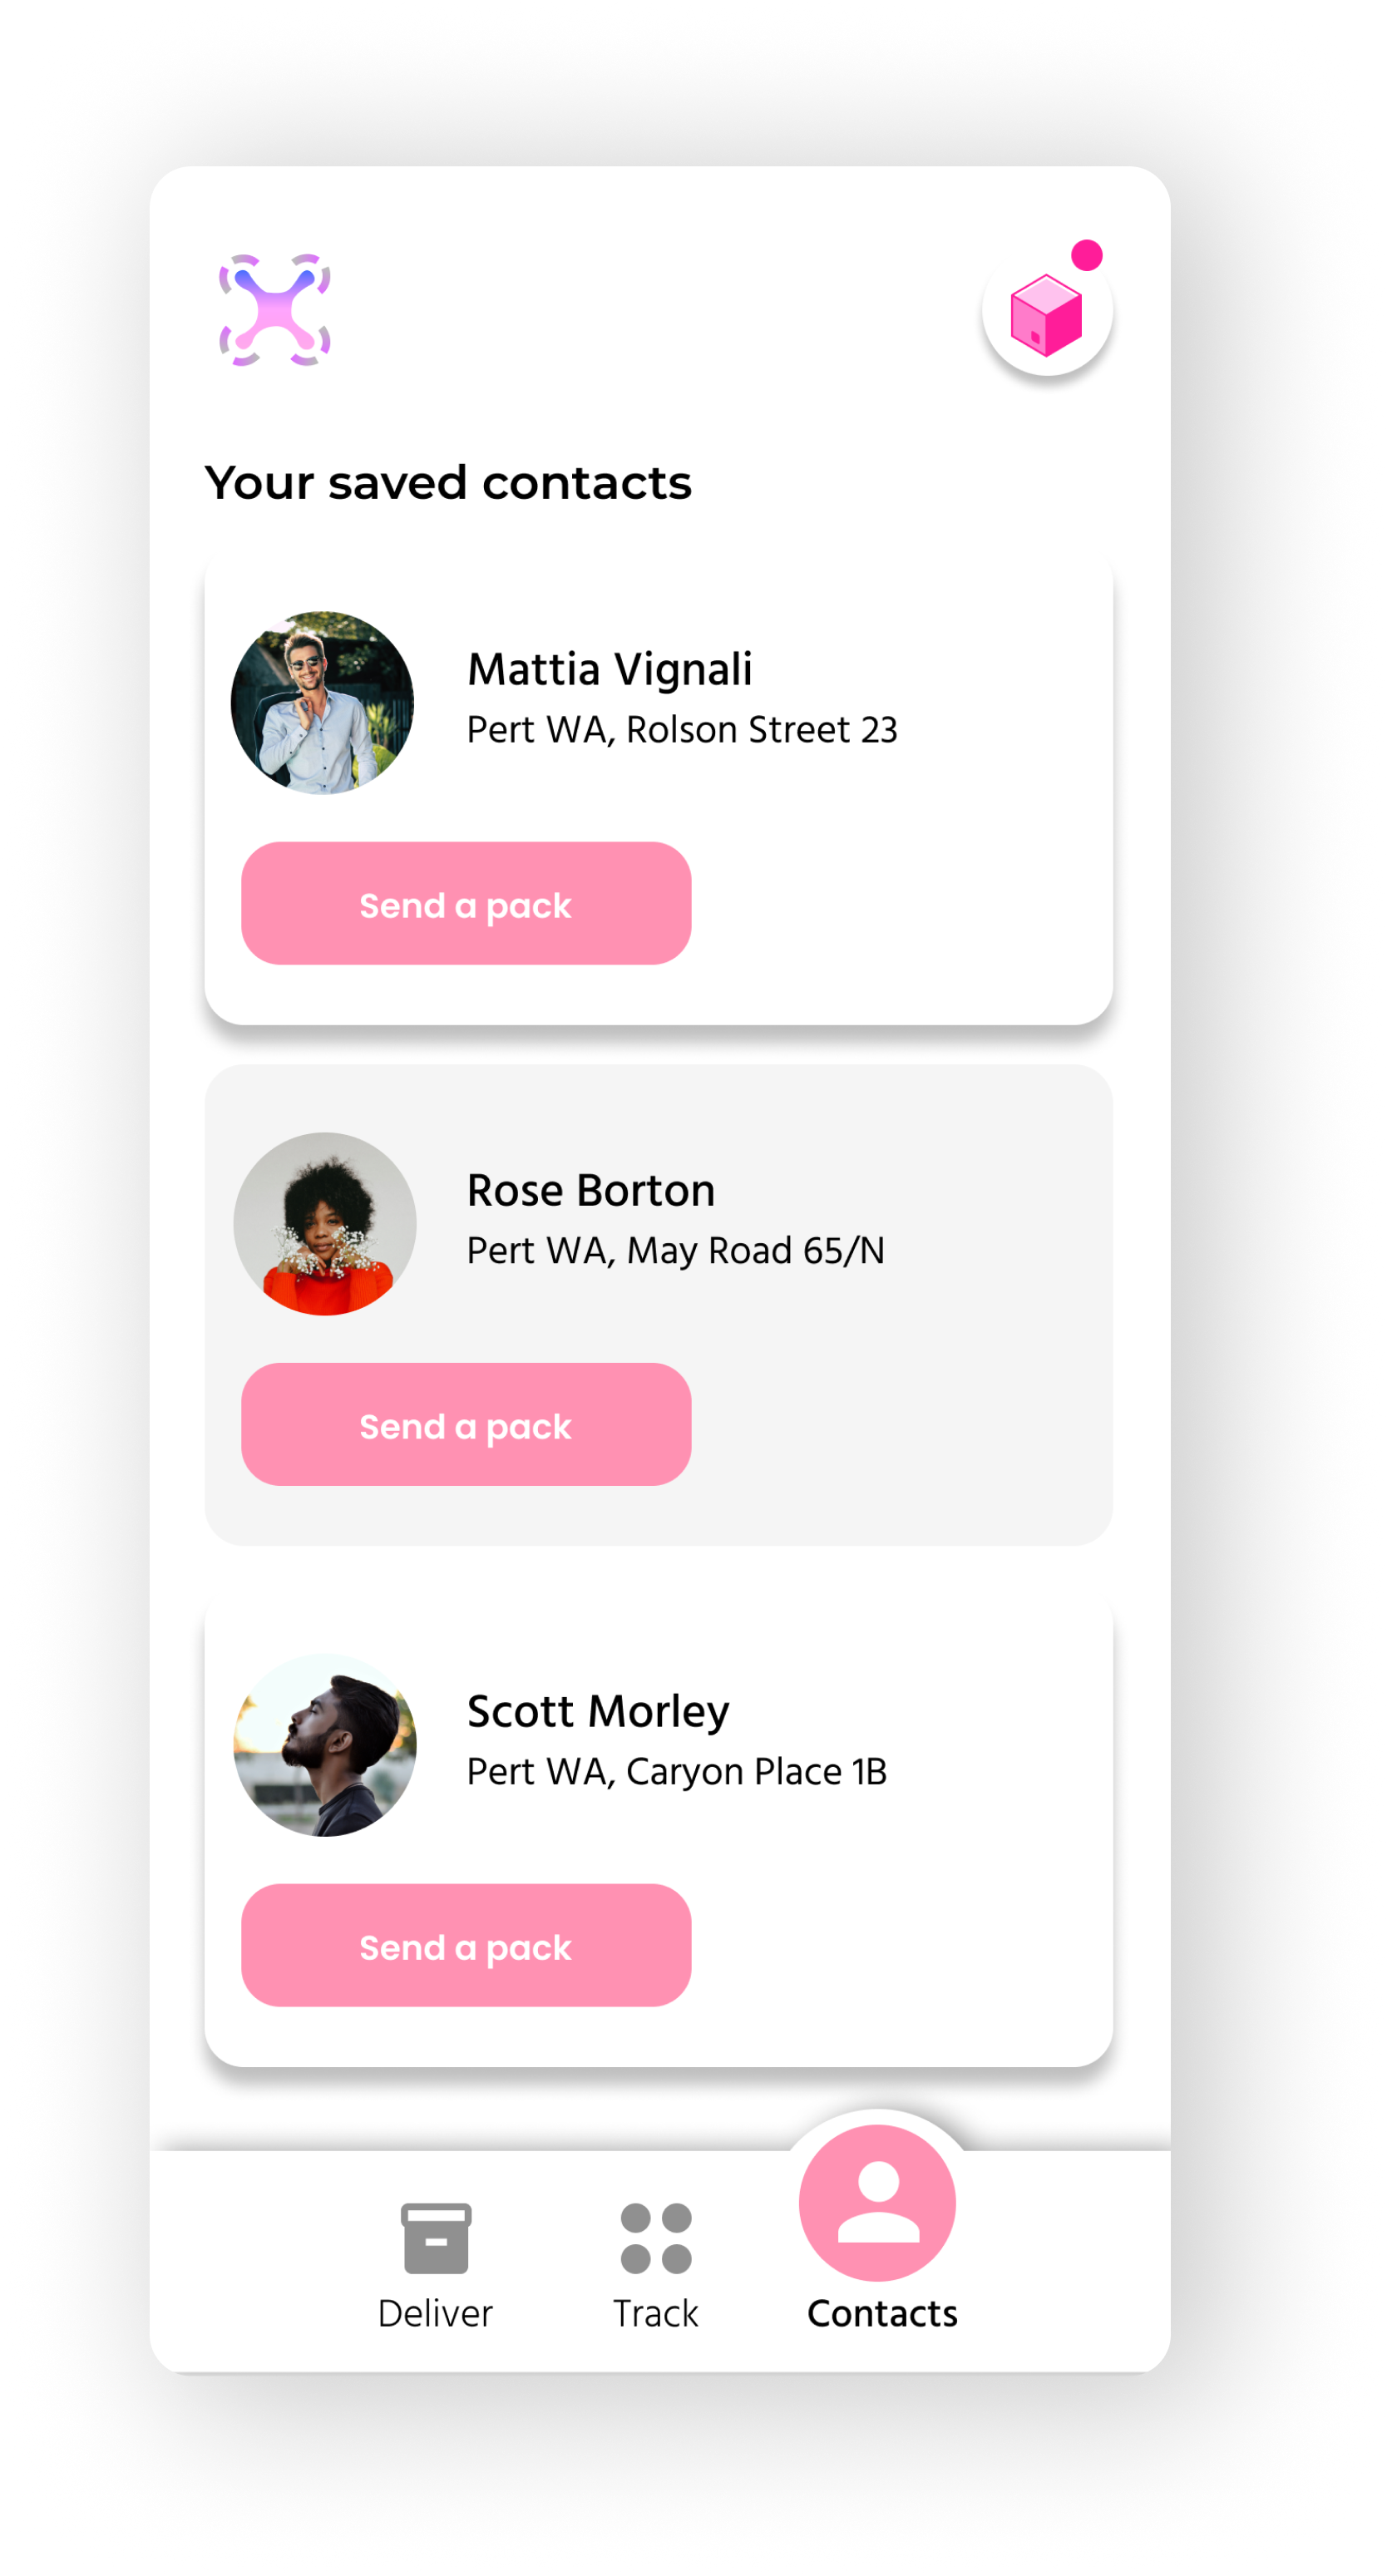 Your saved contacts
Mattia Vignali
Pert WA, Rolson Street 23
Send a pack
Rose Borton
Pert WA, May Road 65/N
Send a pack
Scott Morley
Pert WA, Caryon Place 1B
Send a pack
Deliver
Track
Contacts